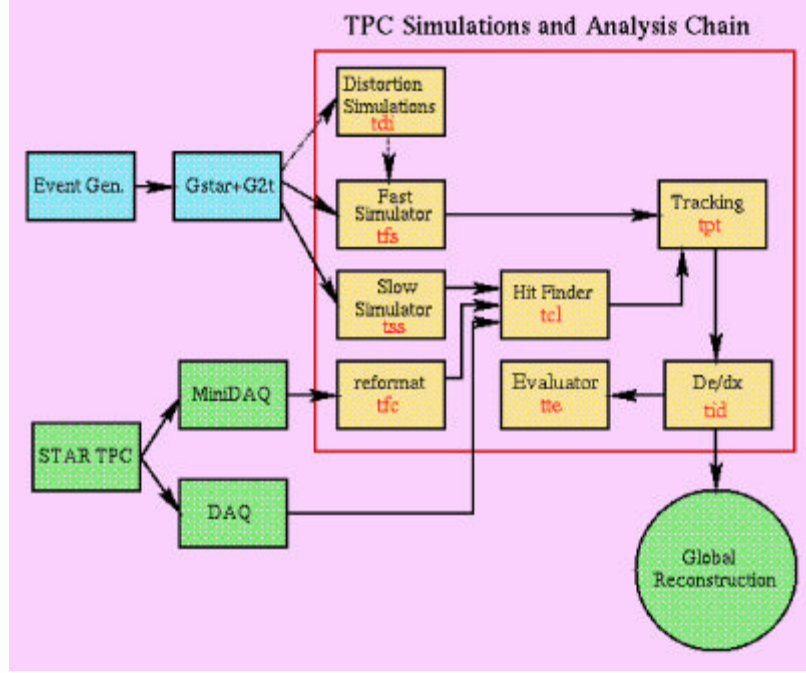 TPC Simulations and Analysis Chain
Distortion
Simulations
tdi
Event Gen.
Gstar+G2t
Fast
Simulator
tfs
Tracking
tpt
Slow
Simulator
tss
Hit Finder
tcl
MiniDAQ
reformat
tfc
Evaluator
tte
De/dx
tid
STAR TPC
DAQ
Global
Reconstruction